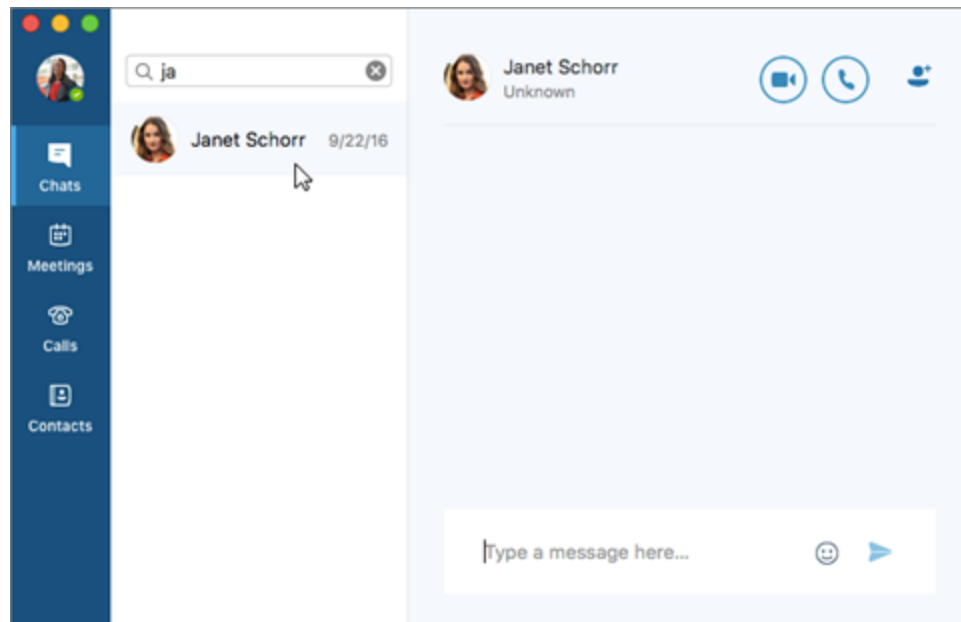 ja
Janet Schorr 9/22/16
Chats
Meetings
Calls
Contacts
Janet Schorr
Unknown
Type a message here...